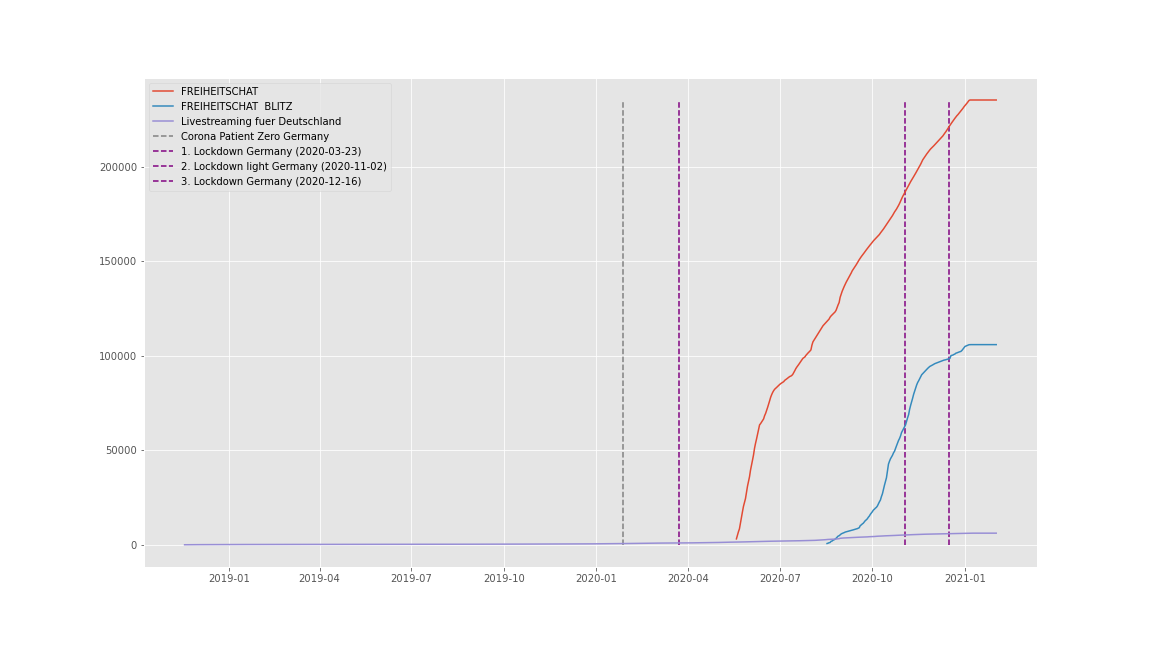 FREIHEITSCHAT
FREIHEITSCHAT  BLITZ
Livestreaming fuer Deutschland
Corona Patient Zero Germany
1. Lockdown Germany (2020-03-23)
2. Lockdown light Germany (2020-11-02)
3. Lockdown Germany (2020-12-16)
200000
150000
100000
50000
0
2019-01 2019-04 2019-07 2019-10 2020-01 2020-04 2020-07 2020-10 2021-01